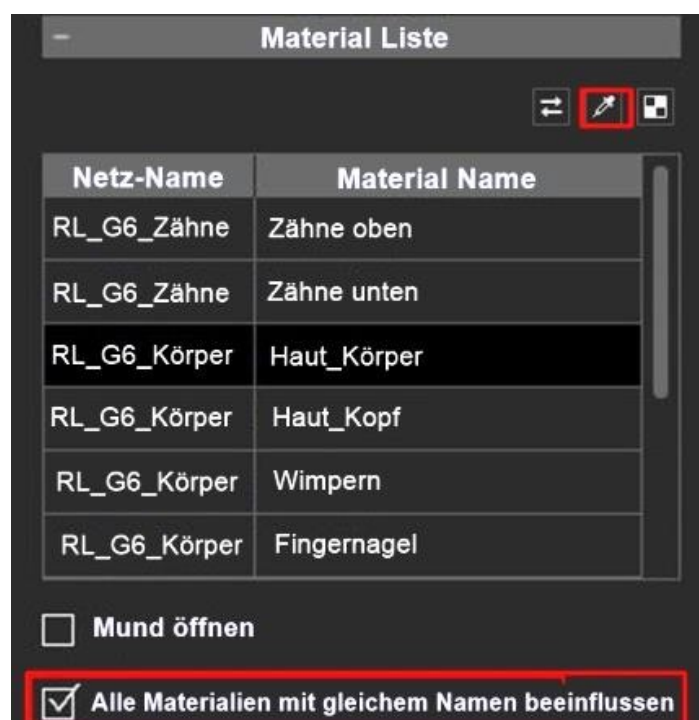 Material Liste
Netz-Name Material Name
RL_G6_Zähne Zähne oben
RL_G6_Zähne Zähne unten
RL_G6_Körper Haut_Körper
RL_G6_Körper Haut_Kopf
RL_G6_Körper Wimpern
RL_G6_Körper Fingernagel
Mund öffnen
Alle Materialien mit gleichem Namen beeinflussen